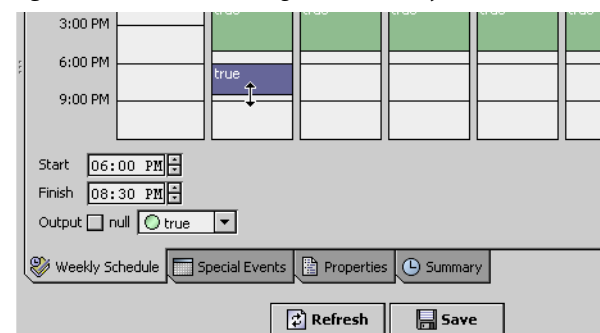 true
3:00 PM
6:00 PM
true
9:00 PM
Start 06:00 PM
Finish 08:30 PM
Output null true
Weekly Schedule Special Events Properties Summary
Refresh Save